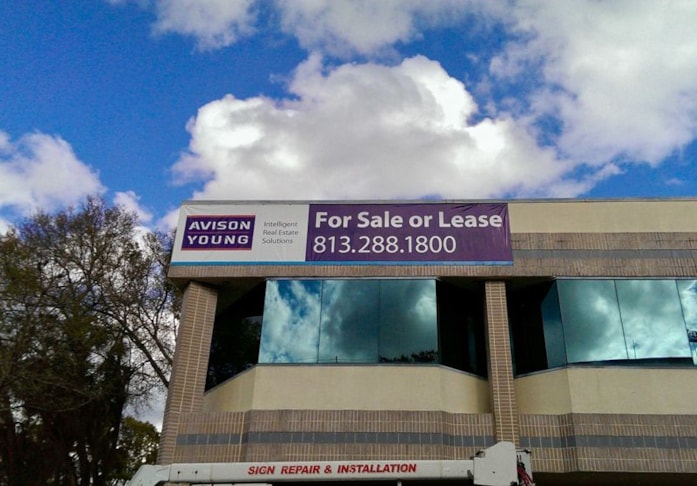 AVISON
YOUNG
Intelligent
Real Estate
Solutions
For Sale or Lease
813.288.1800
SIGN REPAIR & INSTALLATION